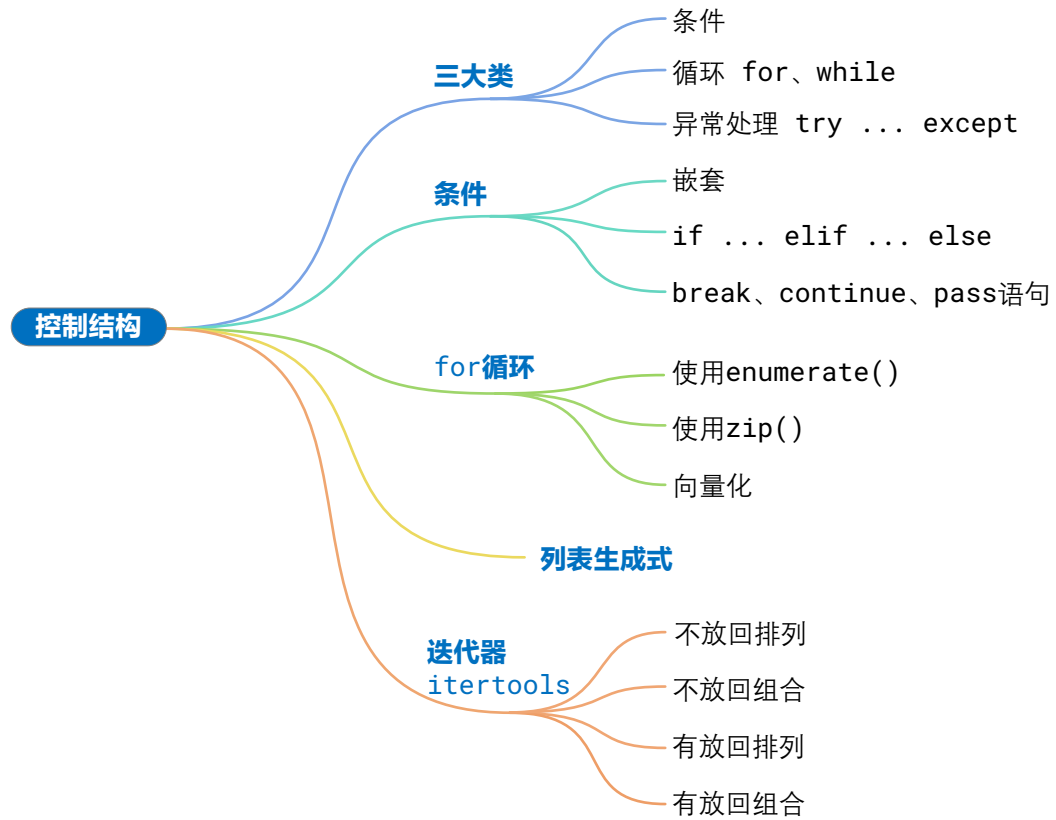 控制结构
三大类
条件
循环 for、while
异常处理 try ... except
条件
嵌套
if ... elif ... else
break、continue、pass语句
for循环
使用enumerate()
使用zip()
向量化
列表生成式
迭代器
itertools
不放回排列
不放回组合
有放回排列
有放回组合